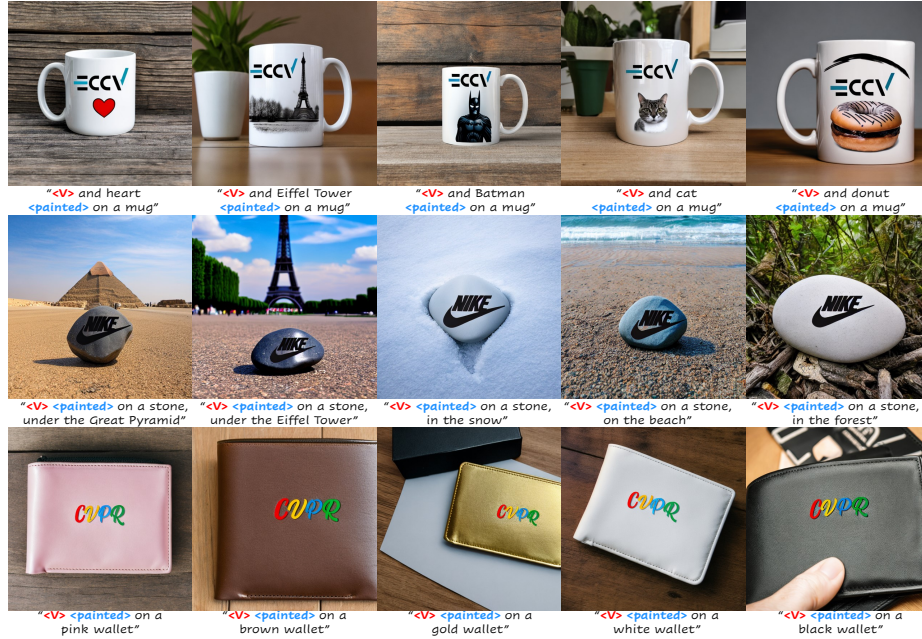 ECCV
ECCV
ECCV
ECCV
ECCV
“<V> and heart
<painted> on a mug”
“<V> and Eiffel Tower
<painted> on a mug”
“<V> and Batman
<painted> on a mug”
“<V> and cat
<painted> on a mug”
“<V> and donut
<painted> on a mug”
NIKE
NIKE
NIKE
NIKE
NIKE
“<V> <painted> on a stone,
under the Great Pyramid”
“<V> <painted> on a stone,
under the Eiffel Tower”
“<V> <painted> on a stone,
in the snow”
“<V> <painted> on a stone,
on the beach”
“<V> <painted> on a stone,
in the forest”
CVPR
CVPR
CVPR
CVPR
CVPR
“<V> <painted> on a
pink wallet”
“<V> <painted> on a
brown wallet”
“<V> <painted> on a
gold wallet”
“<V> <painted> on a
white wallet”
“<V> <painted> on a
black wallet”